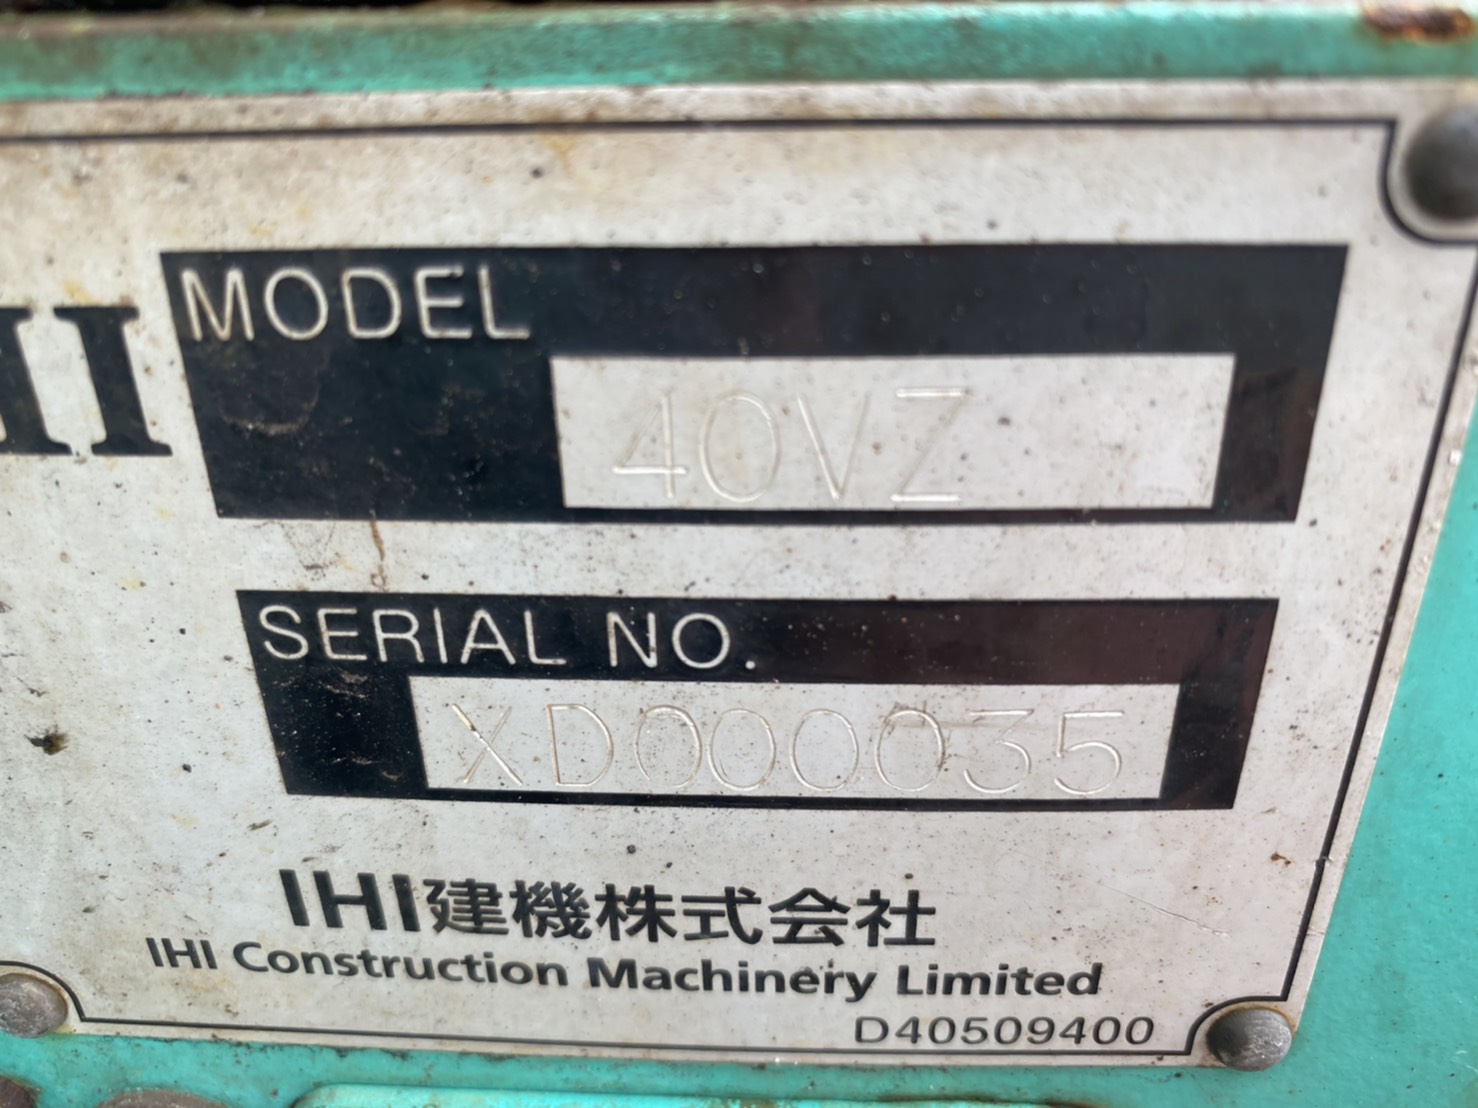 MODEL
40VZ
SERIAL NO.
XD000035
IHI建機株式会社
IHI Construction Machinery Limited
D40509400